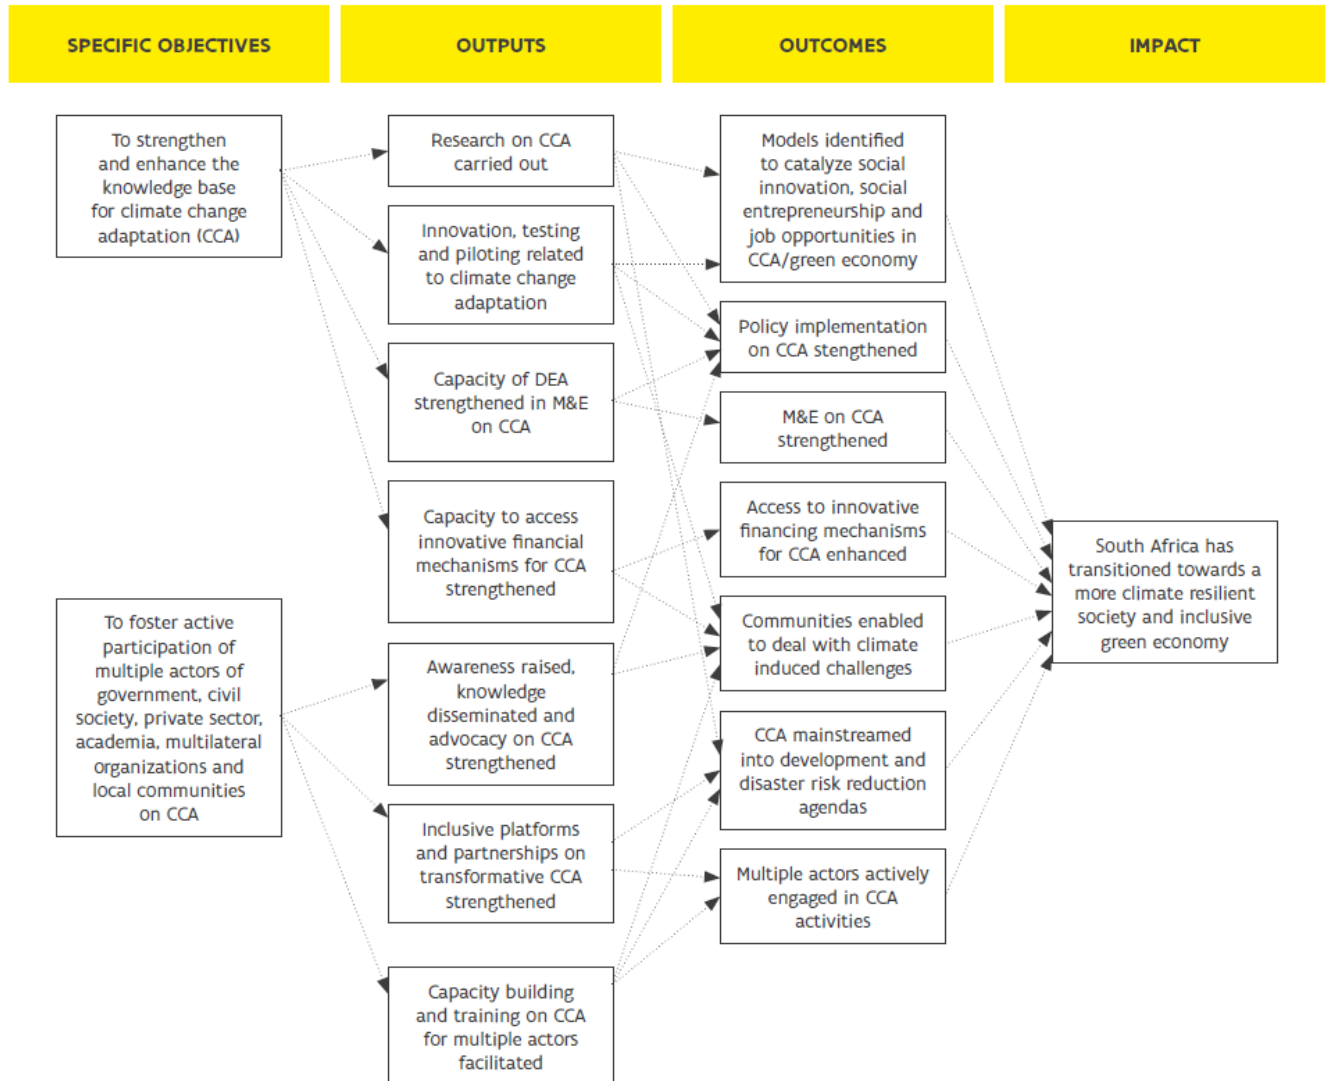 SPECIFIC OBJECTIVES
OUTPUTS
OUTCOMES
IMPACT
To strengthen
and enhance the
knowledge base
for climate change
adaptation (CCA)
To foster active
participation of
multiple actors of
government, civil
society, private sector,
academia, multilateral
organizations and
local communities
on CCA
Research on CCA
carried out
Innovation, testing
and piloting related
to climate change
adaptation
Capacity of DEA
strengthened in M&E
on CCA
Capacity to access
innovative financial
mechanisms for CCA
strengthened
Awareness raised,
knowledge
disseminated and
advocacy on CCA
strengthened
Inclusive platforms
and partnerships on
transformative CCA
strengthened
Capacity building
and training on CCA
for multiple actors
facilitated
Models identified
to catalyze social
innovation, social
entrepreneurship and
job opportunities in
CCA/green economy
Policy implementation
on CCA stengthened
M&E on CCA
strengthened
Access to innovative
financing mechanisms
for CCA enhanced
Communities enabled
to deal with climate
induced challenges
CCA mainstreamed
into development and
disaster risk reduction
agendas
Multiple actors actively
engaged in CCA
activities
South Africa has
transitioned towards a
more climate resilient
society and inclusive
green economy